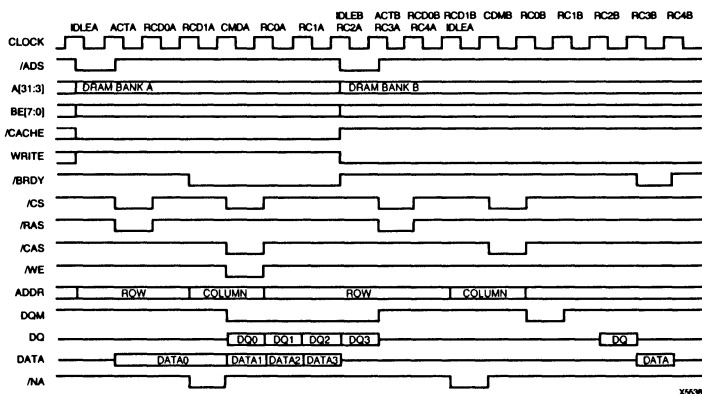 IDLEB ACTB RCD0B RCD1B CDMB RC0B RC1B RC2B RC3B RC4B
IDLEA ACTA RCD0A RCD1A CMDA RC0A RC1A RC2A RC3A RC4A IDLEA
CLOCK
/ADS
A[31:3] DRAM BANK A DRAM BANK B
BE[7:0]
/CACHE
WRITE
/BRDY
/CS
/RAS
/CAS
/WE
ADDR ROW COLUMN ROW COLUMN
DQM
DQ DQ0 DQ1 DQ2 DQ3 DQ
DATA DATA0 DATA1 DATA2 DATA3 DATA
/NA
X5536